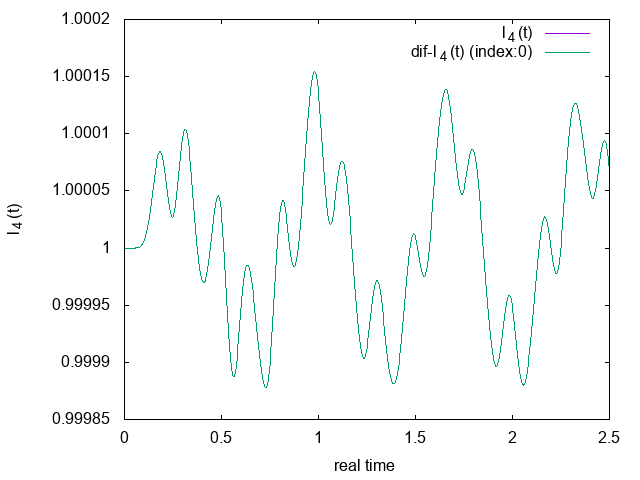 1.0002
1.00015
1.0001
1.00005
1
0.99995
0.9999
0.99985
I4 (t)
I4 (t)
dif-I4 (t) (index:0)
0 0.5 1 1.5 2 2.5
real time